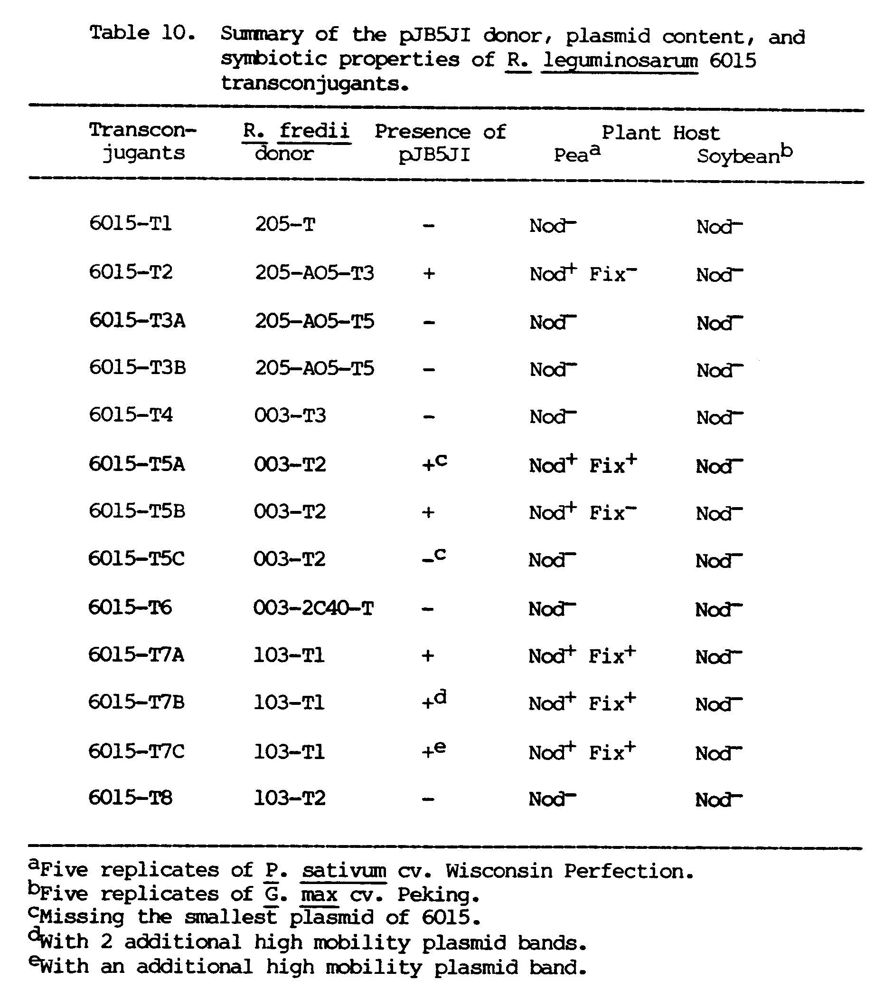 Table 10. Summary of the pJB5JI donor, plasmid content, and
symbiotic properties of R. leguminosarum 6015
transconjugants.
Transcon- R. fredii Presence of Plant Host
jugants donor pJB5JI Pea^a Soybean^b
6015-T1 205-T - Nod⁻ Nod⁻
6015-T2 205-A05-T3 + Nod⁺ Fix⁻ Nod⁻
6015-T3A 205-A05-T5 - Nod⁻ Nod⁻
6015-T3B 205-A05-T5 - Nod⁻ Nod⁻
6015-T4 003-T3 - Nod⁻ Nod⁻
6015-T5A 003-T2 +^c Nod⁺ Fix⁺ Nod⁻
6015-T5B 003-T2 + Nod⁺ Fix⁻ Nod⁻
6015-T5C 003-T2 -^c Nod⁻ Nod⁻
6015-T6 003-2C40-T - Nod⁻ Nod⁻
6015-T7A 103-T1 + Nod⁺ Fix⁺ Nod⁻
6015-T7B 103-T1 +^d Nod⁺ Fix⁺ Nod⁻
6015-T7C 103-T1 +^e Nod⁺ Fix⁺ Nod⁻
6015-T8 103-T2 - Nod⁻ Nod⁻
^aFive replicates of P. sativum cv. Wisconsin Perfection.
^bFive replicates of G. max cv. Peking.
^cMissing the smallest plasmid of 6015.
^dWith 2 additional high mobility plasmid bands.
^eWith an additional high mobility plasmid band.